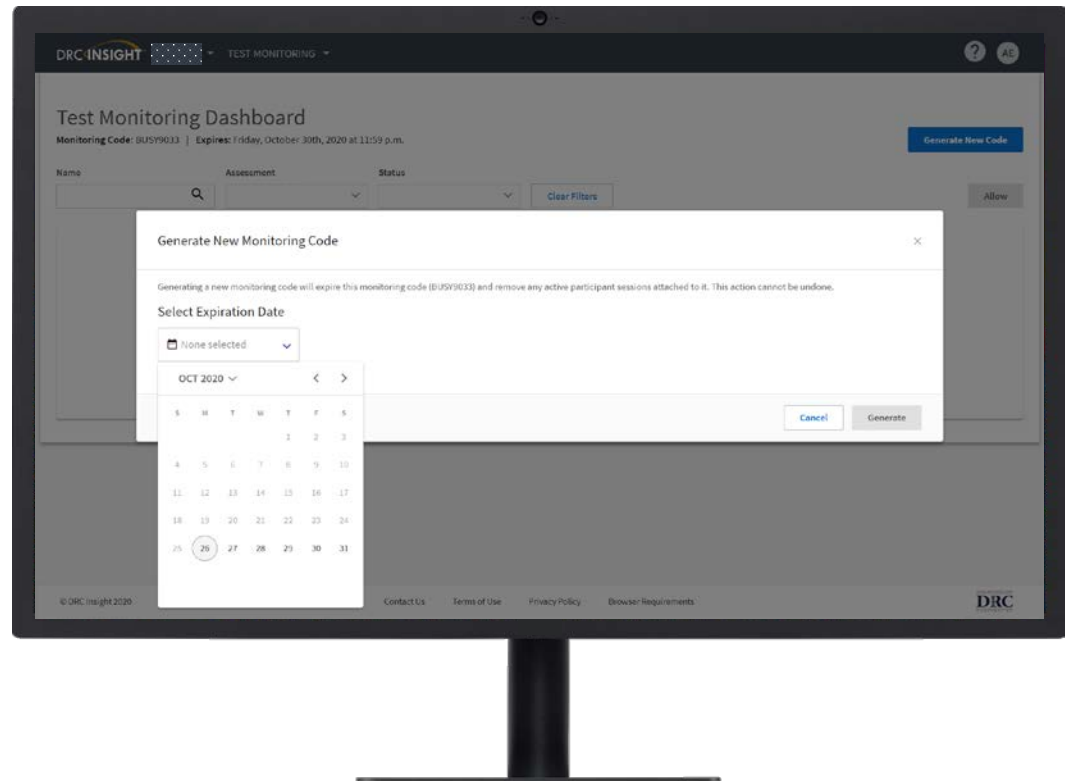 DRC INSIGHT TEST MONITORING ? AE
Test Monitoring Dashboard
Monitoring Code: BUSY9033 | Expires: Friday, October 30th, 2020 at 11:59 p.m.
Generate New Code
Name Assessment Status
Clear Filters Allow
Generate New Monitoring Code ×
Generating a new monitoring code will expire this monitoring code (BUSY9033) and remove any active participant sessions attached to it. This action cannot be undone.
Select Expiration Date
None selected
OCT 2020 < >
S M T W T F S
1 2 3
4 5 6 7 8 9 10
11 12 13 14 15 16 17
18 19 20 21 22 23 24
25 26 27 28 29 30 31
Cancel Generate
© DRC Insight 2020 Contact Us Terms of Use Privacy Policy Browser Requirements DRC